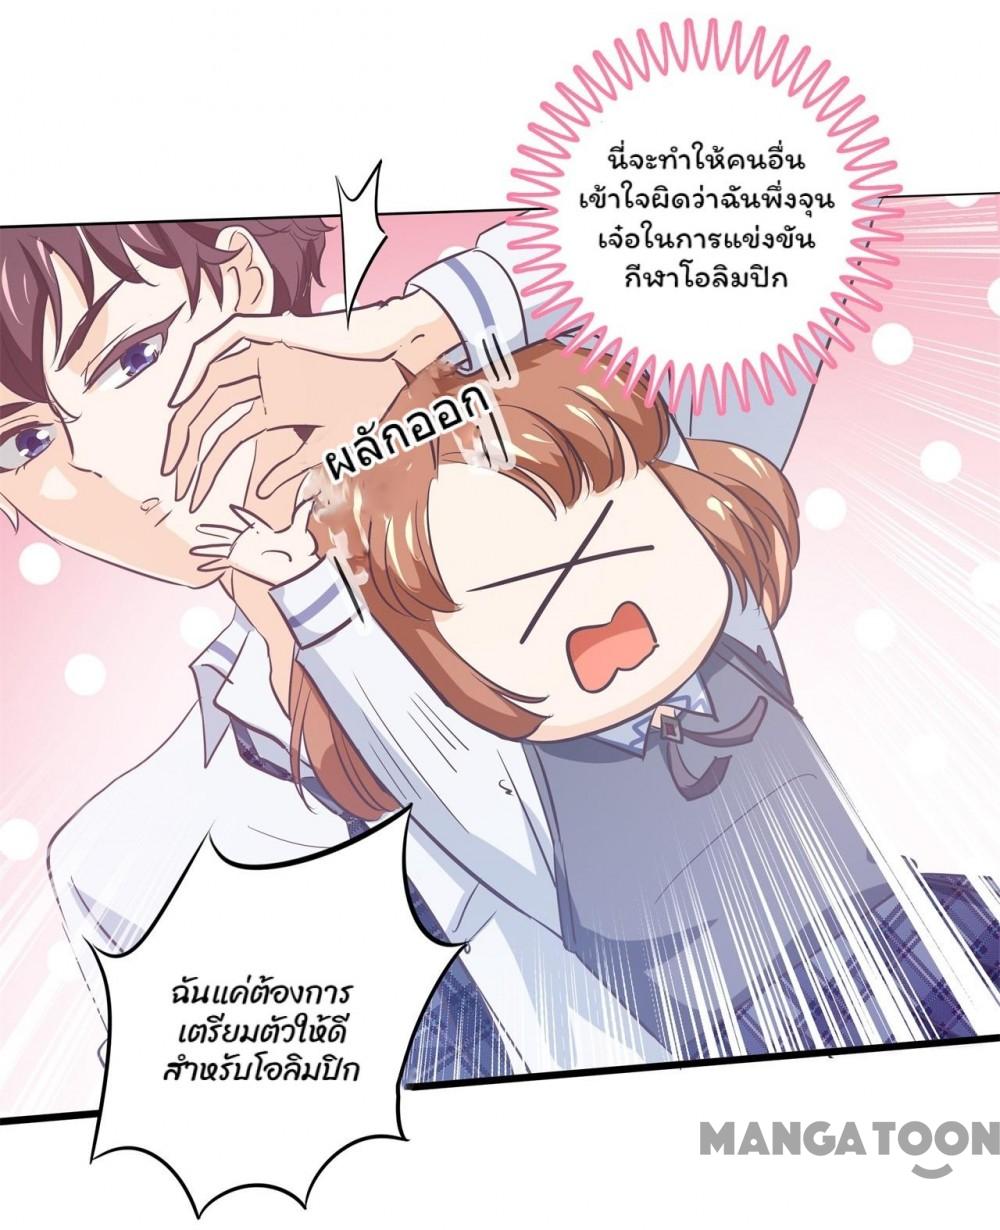 นี่จะทำให้คนอื่น
เข้าใจผิดว่าฉันพึ่งจุน
เจ๋อในการแข่งขัน
กีฬาโอลิมปิก
ผลักออก
ฉันแค่ต้องการ
เตรียมตัวให้ดี
สำหรับโอลิมปิก
MANGATOON